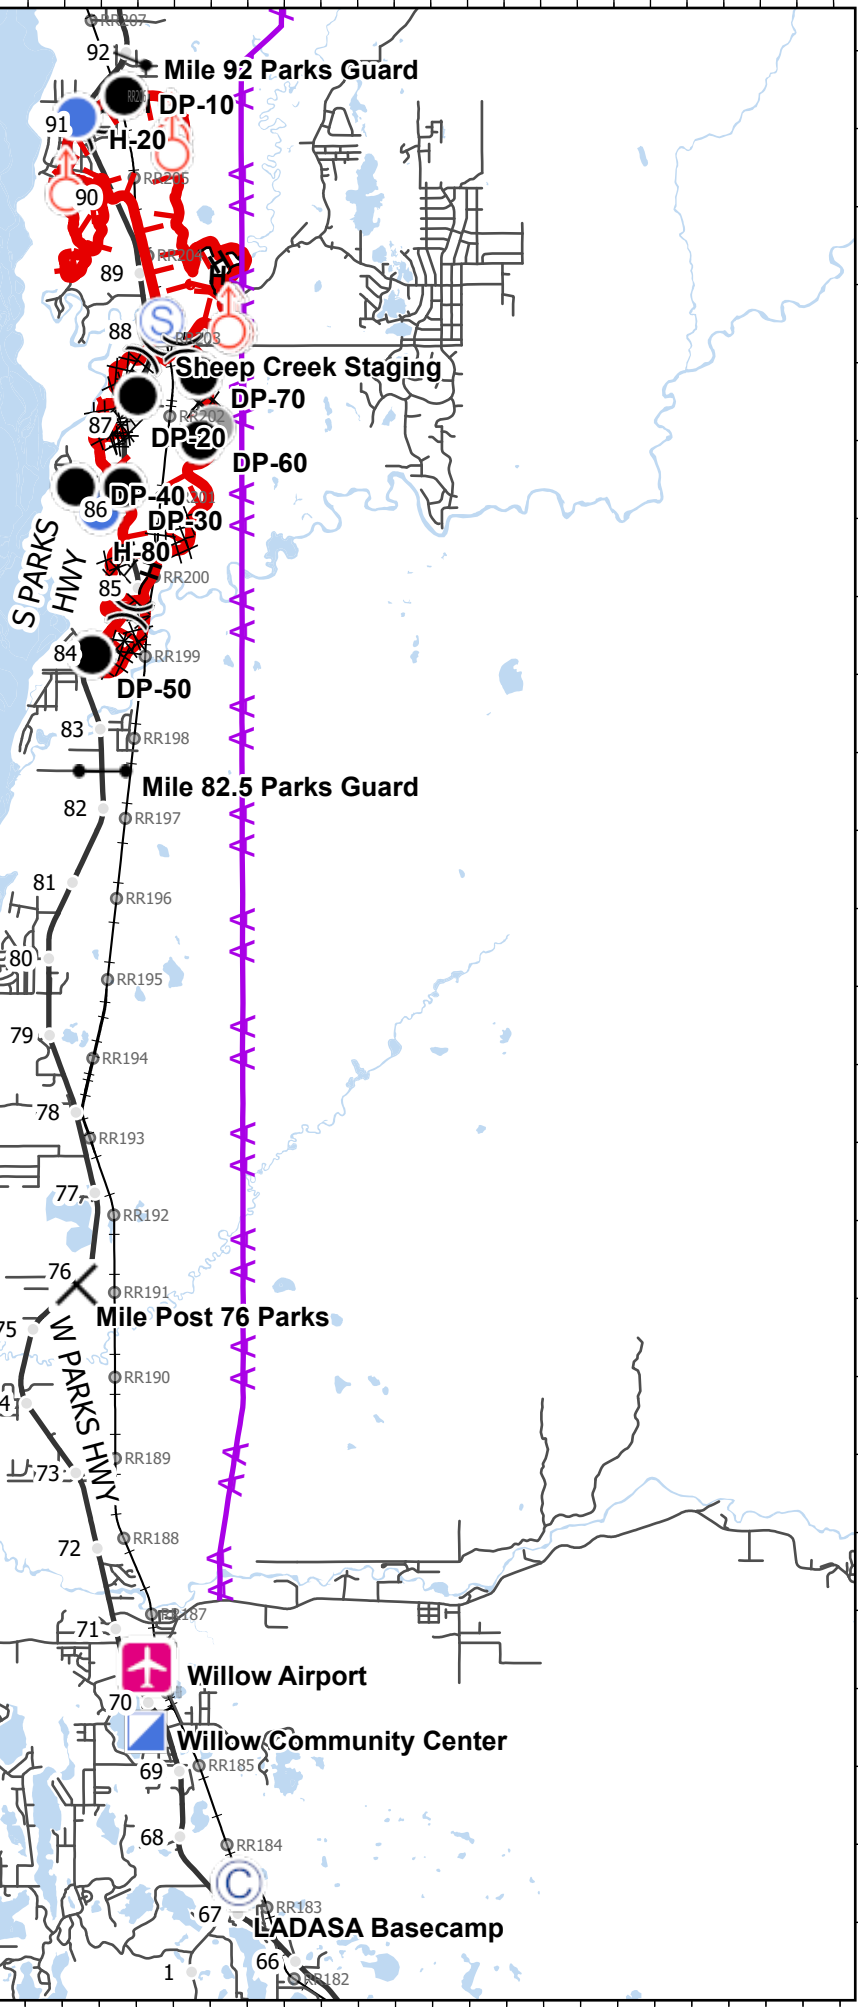 RR207
92
Mile 92 Parks Guard
DP-10
91
H-20
RR205
90
RR204
89
S
88
RR203
Sheep Creek Staging
DP-70
RR202
87
DP-20
DP-60
DP-40
86
DP-30
H-80
S PARKS
HWY
85
RR200
84
RR199
DP-50
83
RR198
Mile 82.5 Parks Guard
82
RR197
81
RR196
80
RR195
79
RR194
78
RR193
77
RR192
76
RR191
Mile Post 76 Parks
75
W PARKS HWY
RR190
4
RR189
73
RR188
72
RR187
71
Willow Airport
70
Willow Community Center
69
RR185
68
RR184
C
67
RR183
LADASA Basecamp
66
1
RR182